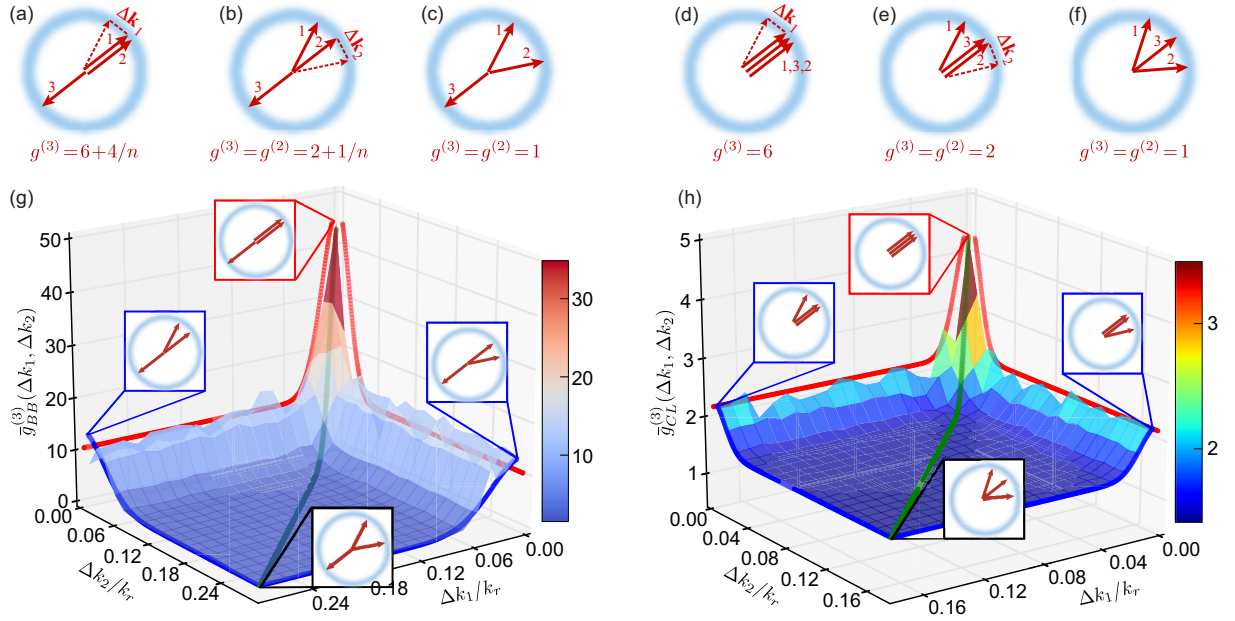 (a)
Δk₁
1
2
3
g⁽³⁾=6+4/n
(b)
Δk₂
1
2
3
g⁽³⁾=g⁽²⁾=2+1/n
(c)
1
2
3
g⁽³⁾=g⁽²⁾=1
(d)
Δk₁
1,3,2
g⁽³⁾=6
(e)
Δk₂
1
3
2
g⁽³⁾=g⁽²⁾=2
(f)
1
3
2
g⁽³⁾=g⁽²⁾=1
(g)
ḡ⁽³⁾_BB(Δk₁, Δk₂)
50
40
30
20
10
0
0.00
0.06
0.12
0.18
0.24
Δk₂/kᵣ
0.24
0.18
0.12
0.06
0.00
Δk₁/kᵣ
30
20
10
(h)
ḡ⁽³⁾_CL(Δk₁, Δk₂)
5
4
3
2
1
0.00
0.04
0.08
0.12
0.16
Δk₂/kᵣ
0.16
0.12
0.08
0.04
0.00
Δk₁/kᵣ
3
2